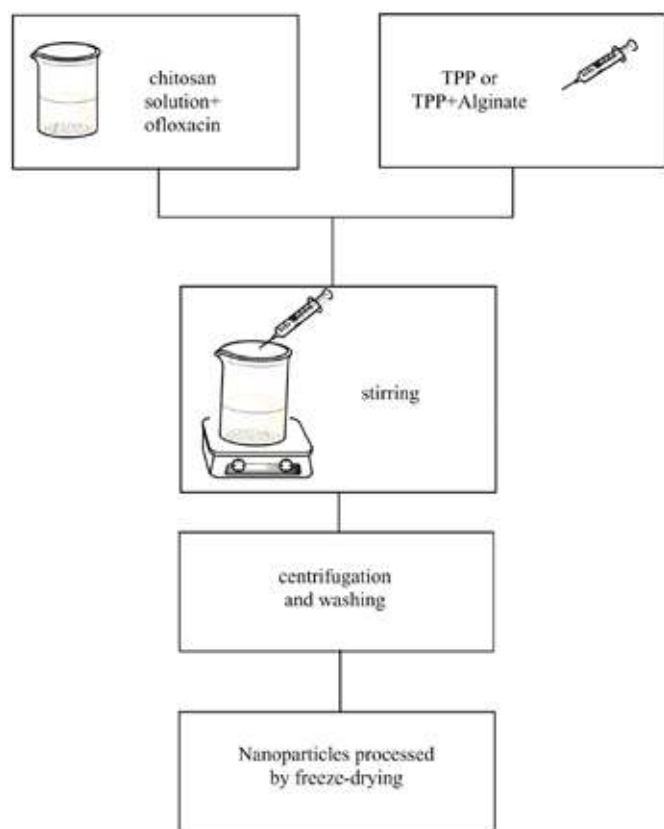 chitosan
solution+
ofloxacin
TPP or
TPP+Alginate
stirring
centrifugation
and washing
Nanoparticles processed
by freeze-drying